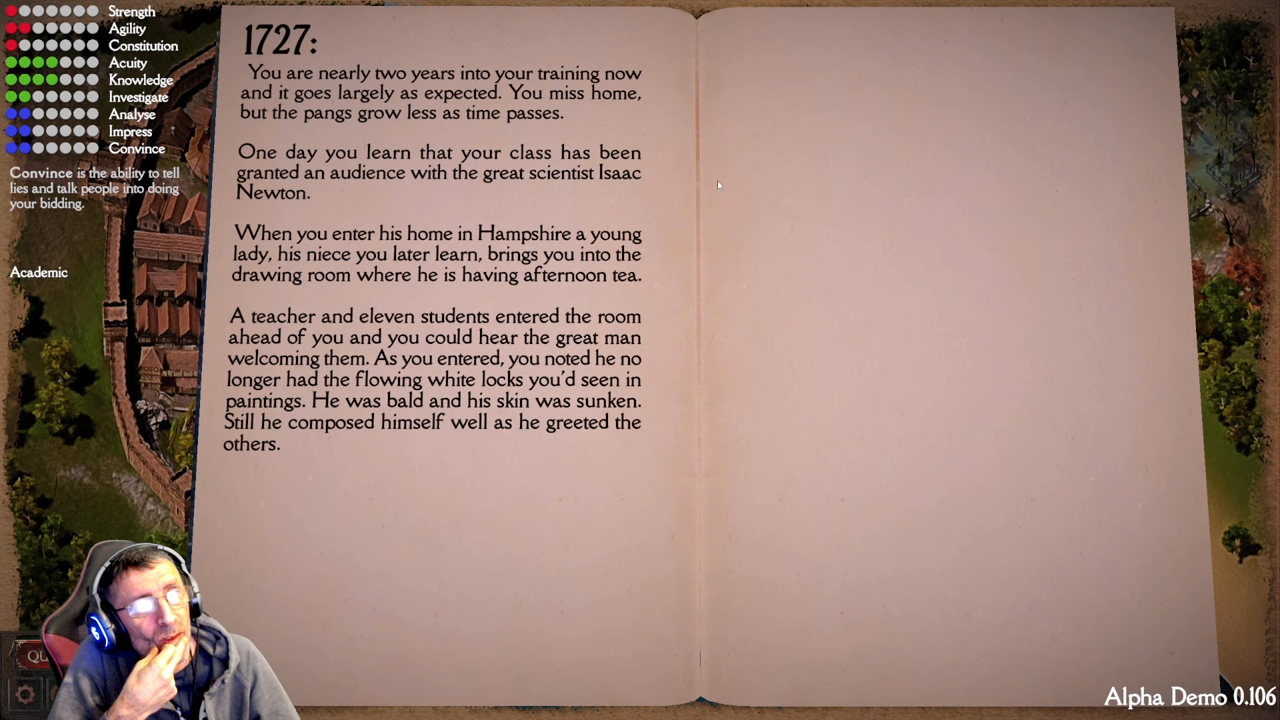 Strength
Agility
Constitution
Acuity
Knowledge
Investigate
Analyse
Impress
Convince
Convince is the ability to tell
lies and talk people into doing
your bidding.
Academic
1727:
You are nearly two years into your training now
and it goes largely as expected. You miss home,
but the pangs grow less as time passes.
One day you learn that your class has been
granted an audience with the great scientist Isaac
Newton.
When you enter his home in Hampshire a young
lady, his niece you later learn, brings you into the
drawing room where he is having afternoon tea.
A teacher and eleven students entered the room
ahead of you and you could hear the great man
welcoming them. As you entered, you noted he no
longer had the flowing white locks you'd seen in
paintings. He was bald and his skin was sunken.
Still he composed himself well as he greeted the
others.
Alpha Demo 0.106